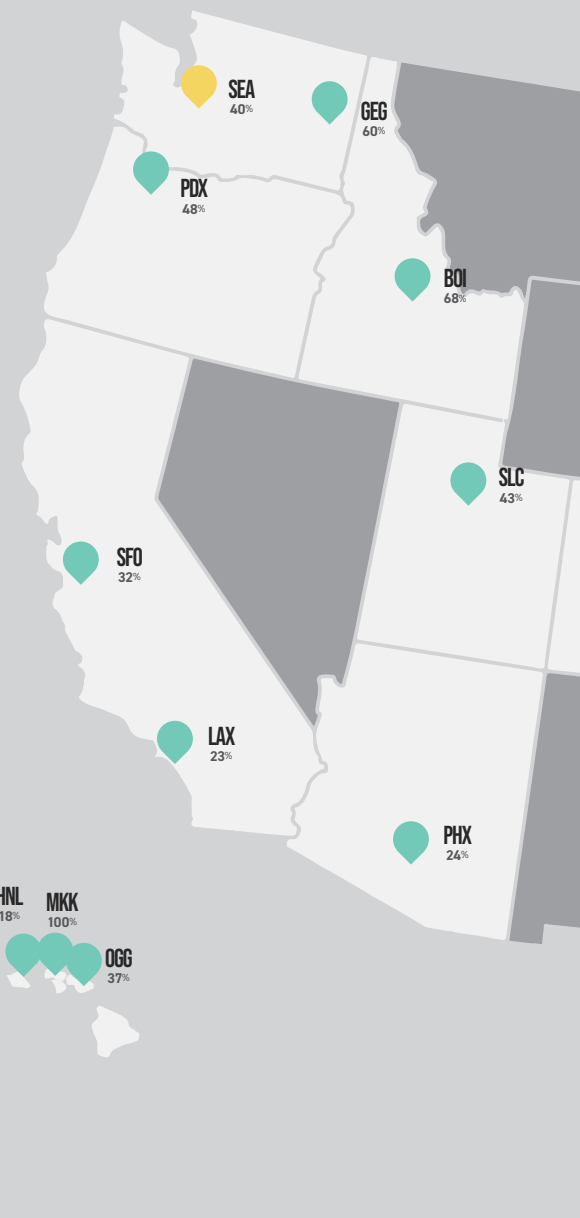 SEA
40%
GEG
60%
PDX
48%
BOI
68%
SLC
43%
SFO
32%
LAX
23%
PHX
24%
HNL
18%
MKK
100%
OGG
37%